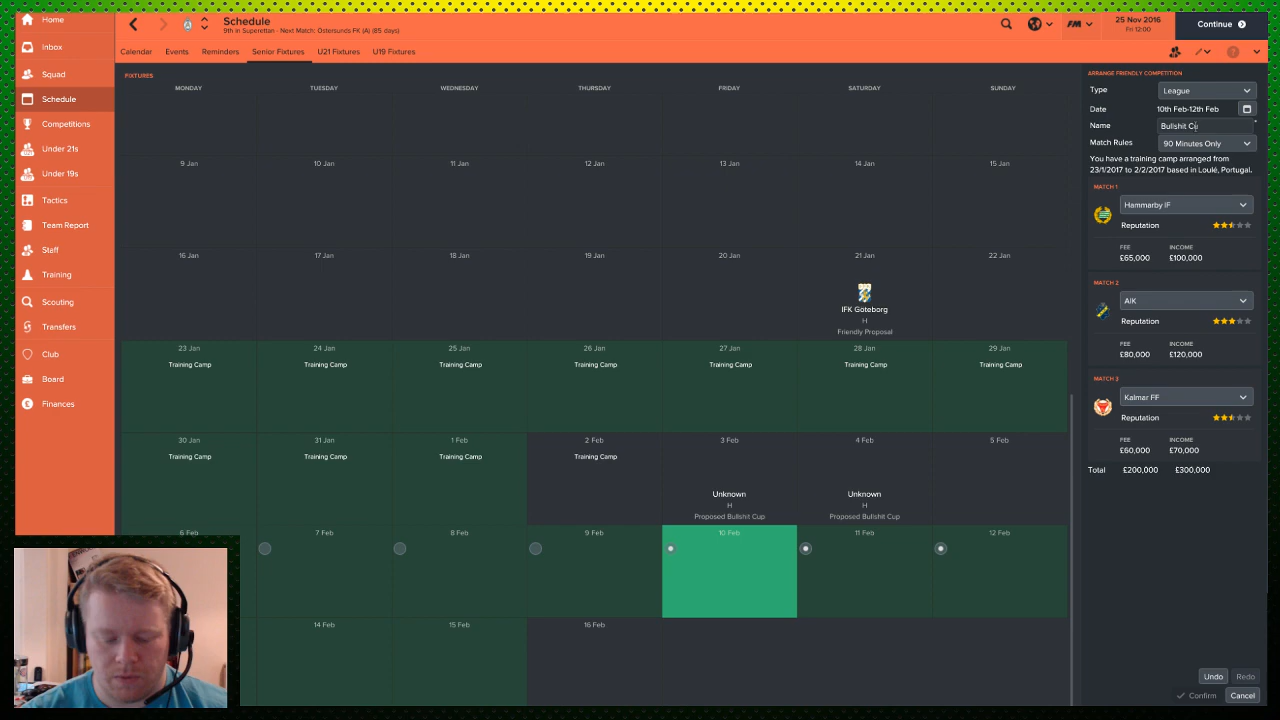 Home
Inbox
Squad
Schedule
Competitions
Under 21s
Under 19s
Tactics
Team Report
Staff
Training
Scouting
Transfers
Club
Board
Finances
Schedule
9th in Superettan - Next Match: Östersunds FK (A) (85 days)
FM
25 Nov 2016
Fri 12:00
Continue
Calendar Events Reminders Senior Fixtures U21 Fixtures U19 Fixtures
FIXTURES
MONDAY TUESDAY WEDNESDAY THURSDAY FRIDAY SATURDAY SUNDAY
9 Jan 10 Jan 11 Jan 12 Jan 13 Jan 14 Jan 15 Jan
16 Jan 17 Jan 18 Jan 19 Jan 20 Jan 21 Jan 22 Jan
IFK Göteborg
H
Friendly Proposal
23 Jan 24 Jan 25 Jan 26 Jan 27 Jan 28 Jan 29 Jan
Training Camp Training Camp Training Camp Training Camp Training Camp Training Camp Training Camp
30 Jan 31 Jan 1 Feb 2 Feb 3 Feb 4 Feb 5 Feb
Training Camp Training Camp Training Camp Training Camp
Unknown Unknown
H H
Proposed Bullshit Cup Proposed Bullshit Cup
6 Feb 7 Feb 8 Feb 9 Feb 10 Feb 11 Feb 12 Feb
14 Feb 15 Feb 16 Feb
ARRANGE FRIENDLY COMPETITION
Type League
Date 10th Feb-12th Feb
Name Bullshit Cu
Match Rules 90 Minutes Only
You have a training camp arranged from
23/1/2017 to 2/2/2017 based in Loulé, Portugal.
MATCH 1
Hammarby IF
Reputation
FEE INCOME
£65,000 £100,000
MATCH 2
AIK
Reputation
FEE INCOME
£80,000 £120,000
MATCH 3
Kalmar FF
Reputation
FEE INCOME
£60,000 £70,000
Total £200,000 £300,000
Undo Redo
Confirm Cancel